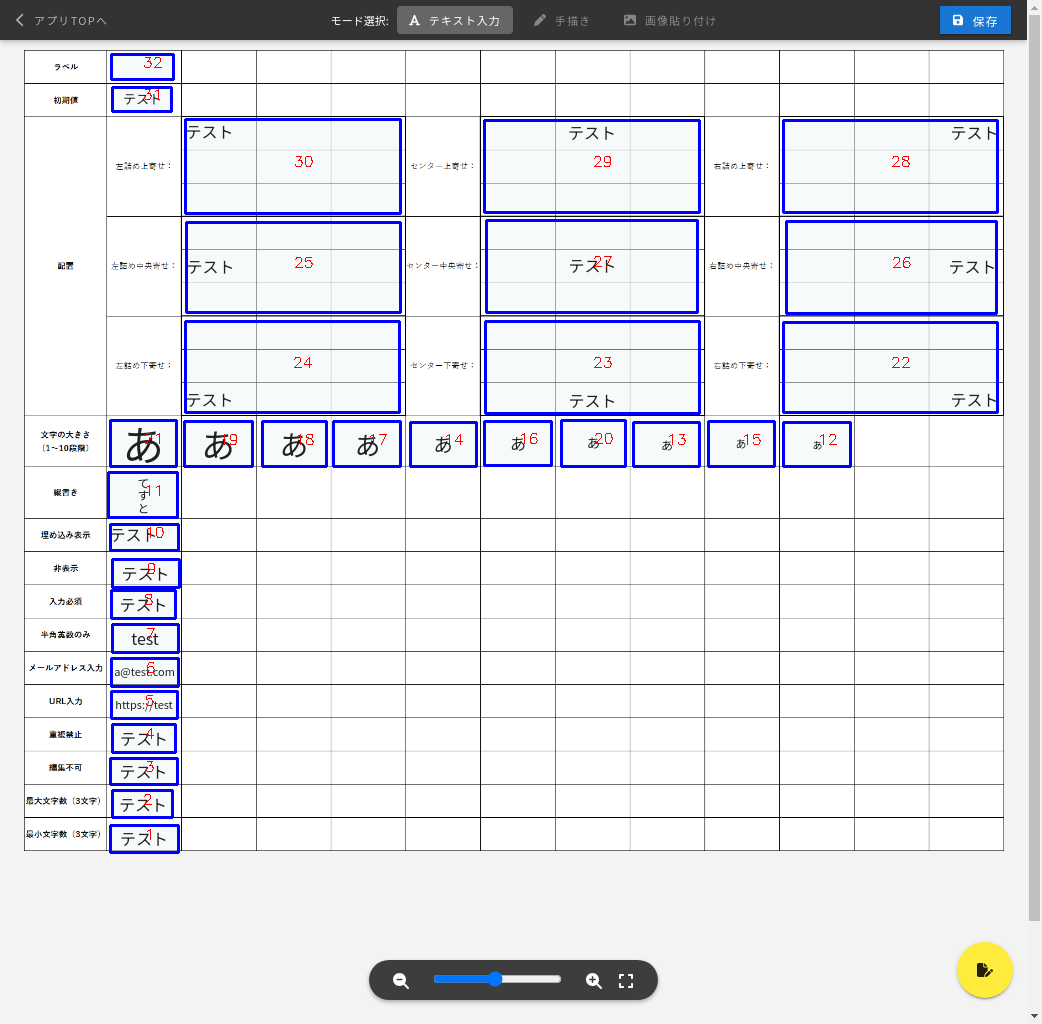 アプリTOPへ モード選択: テキスト入力 手描き 画像貼り付け 保存
ラベル 32
初期値 テスト 31
配置
左詰め上寄せ： テスト 30 センター上寄せ： テスト 29 右詰め上寄せ： テスト 28
左詰め中央寄せ： テスト 25 センター中央寄せ： テスト 27 右詰め中央寄せ： テスト 26
左詰め下寄せ： テスト 24 センター下寄せ： テスト 23 右詰め下寄せ： テスト 22
文字の大きさ
（1〜10段階）
あ 21 あ 19 あ 18 あ 17 あ 14 あ 16 あ 20 あ 13 あ 15 あ 12
縦書き てすと 11
埋め込み表示 テスト 10
非表示 テスト 9
入力必須 テスト 8
半角英数のみ test 7
メールアドレス入力 a@test.com 6
URL入力 https://test 5
重複禁止 テスト 4
編集不可 テスト 3
最大文字数（3文字） テスト 2
最小文字数（3文字） テスト 1